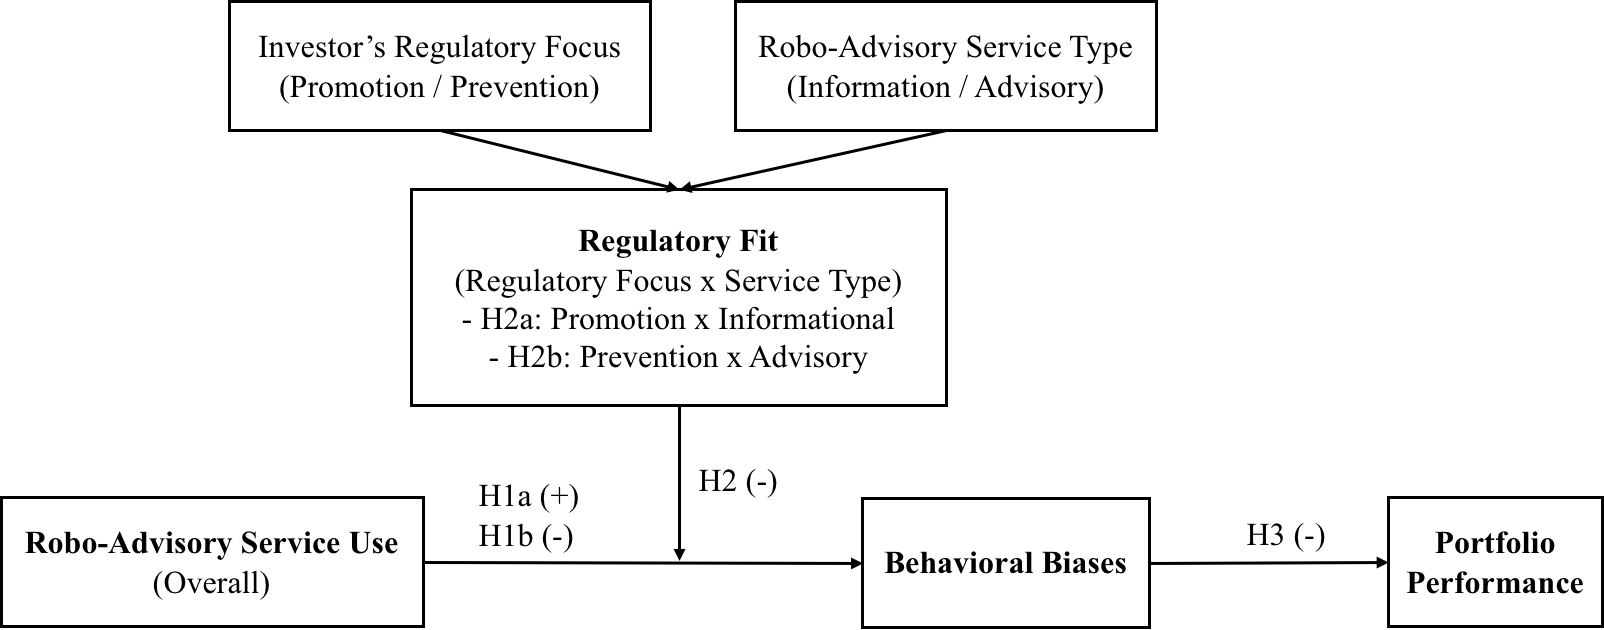 Investor’s Regulatory Focus
(Promotion / Prevention)
Robo-Advisory Service Type
(Information / Advisory)
Regulatory Fit
(Regulatory Focus x Service Type)
- H2a: Promotion x Informational
- H2b: Prevention x Advisory
H2 (-)
H1a (+)
H1b (-)
Robo-Advisory Service Use
(Overall)
Behavioral Biases
H3 (-)
Portfolio
Performance